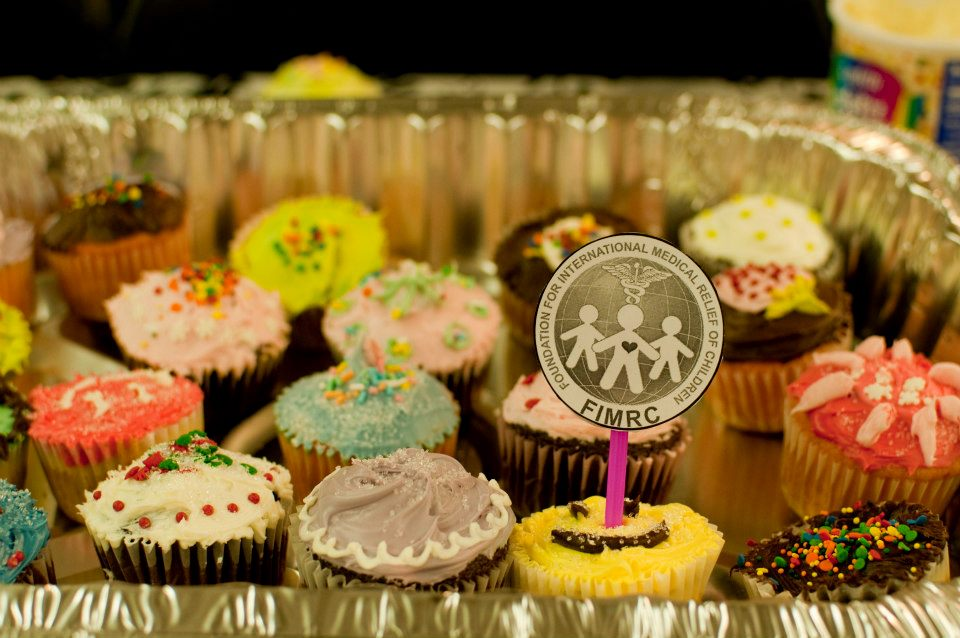 FOUNDATION FOR INTERNATIONAL MEDICAL RELIEF OF CHILDREN
FIMRC